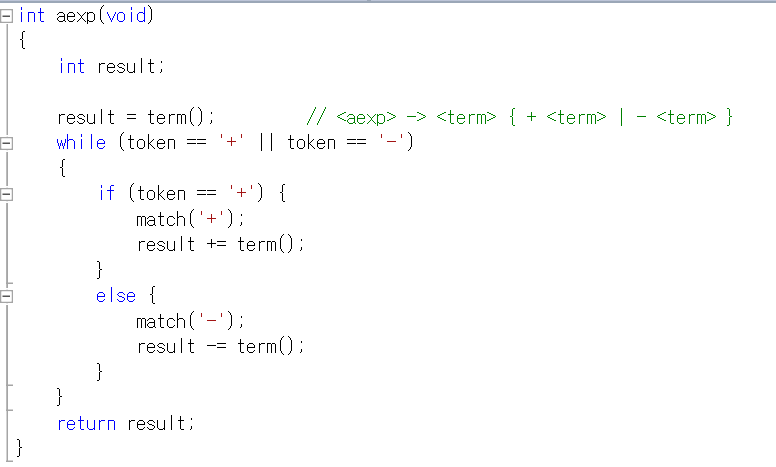 int aexp(void)
{
    int result;
    result = term();         // <aexp> -> <term> { + <term> | - <term> }
    while (token == '+' || token == '-')
    {
        if (token == '+') {
            match('+');
            result += term();
        }
        else {
            match('-');
            result -= term();
        }
    }
    return result;
}